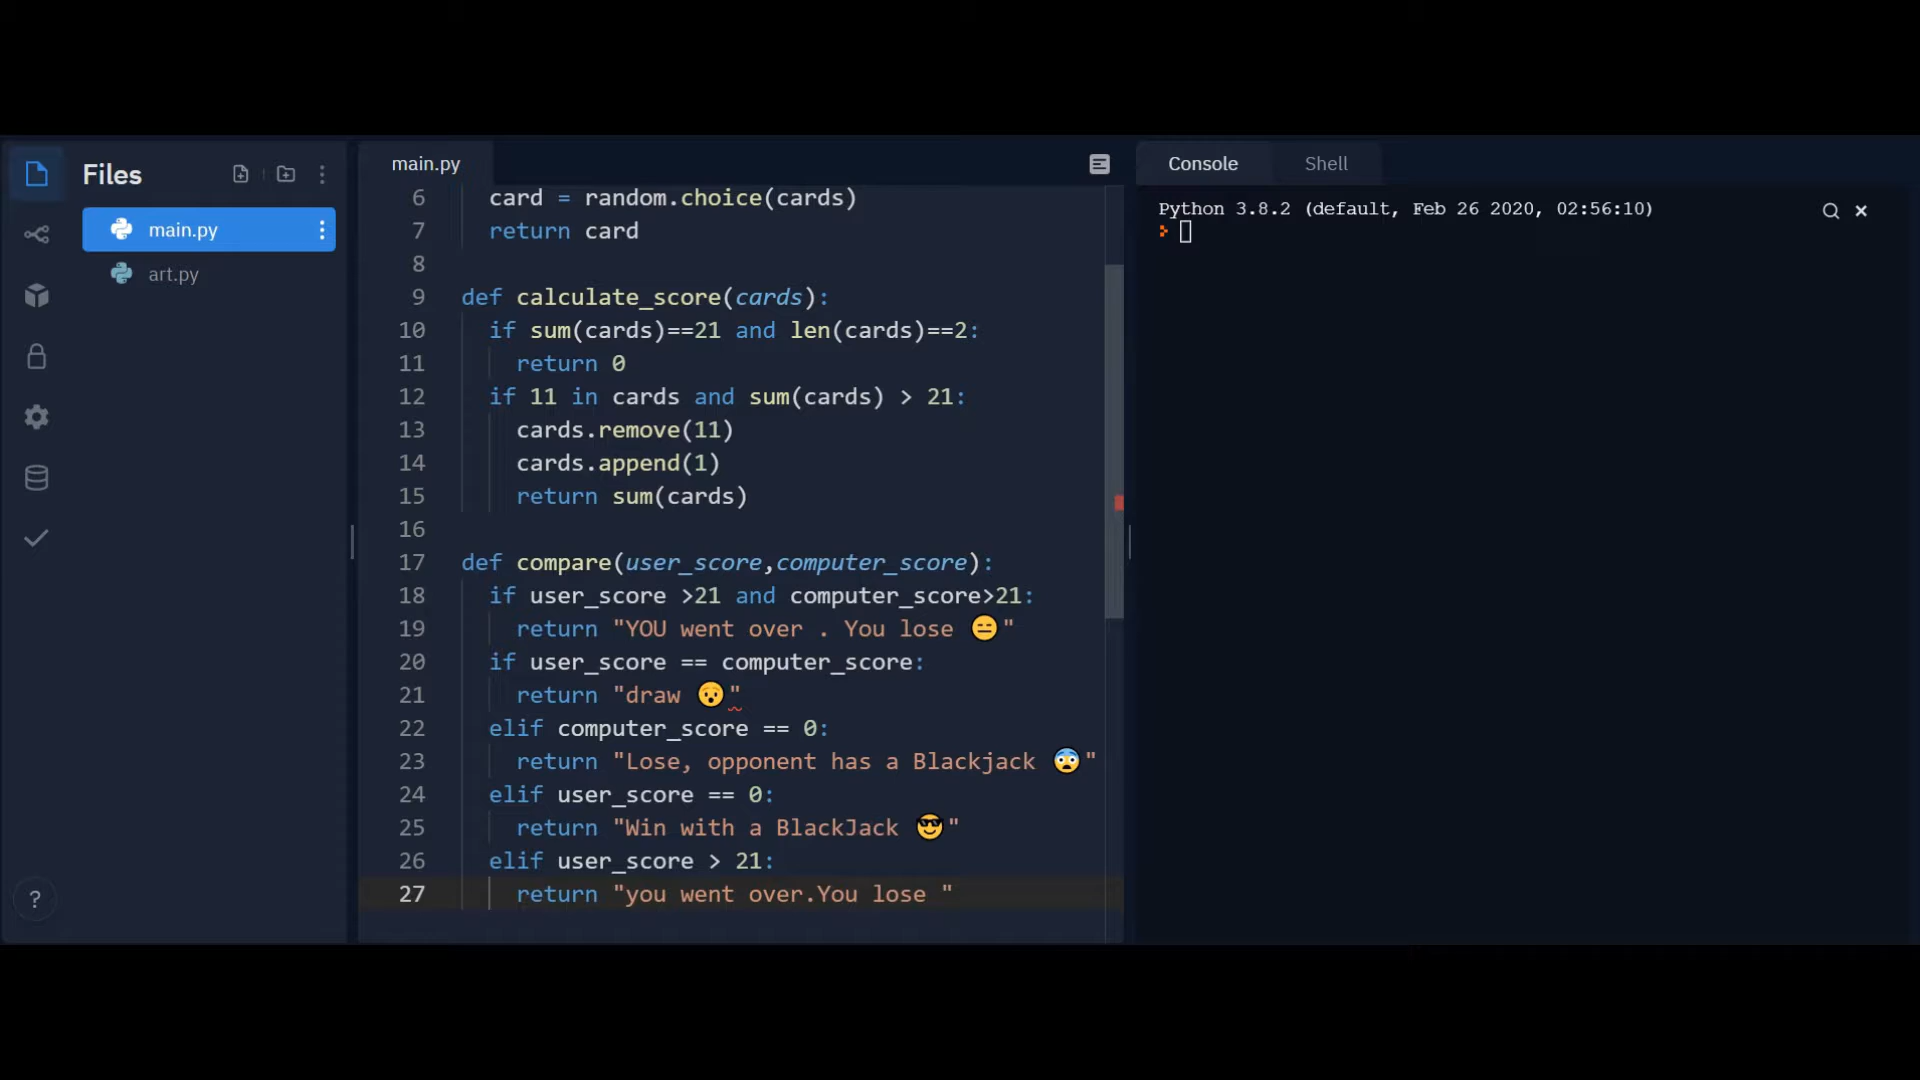 Files
main.py
art.py
main.py
6 card = random.choice(cards)
7 return card
8
9 def calculate_score(cards):
10 if sum(cards)==21 and len(cards)==2:
11 return 0
12 if 11 in cards and sum(cards) > 21:
13 cards.remove(11)
14 cards.append(1)
15 return sum(cards)
16
17 def compare(user_score,computer_score):
18 if user_score >21 and computer_score>21:
19 return "YOU went over . You lose 😑"
20 if user_score == computer_score:
21 return "draw 😯"
22 elif computer_score == 0:
23 return "Lose, opponent has a Blackjack 😨"
24 elif user_score == 0:
25 return "Win with a BlackJack 😎"
26 elif user_score > 21:
27 return "you went over.You lose "
Console
Shell
Python 3.8.2 (default, Feb 26 2020, 02:56:10)
?